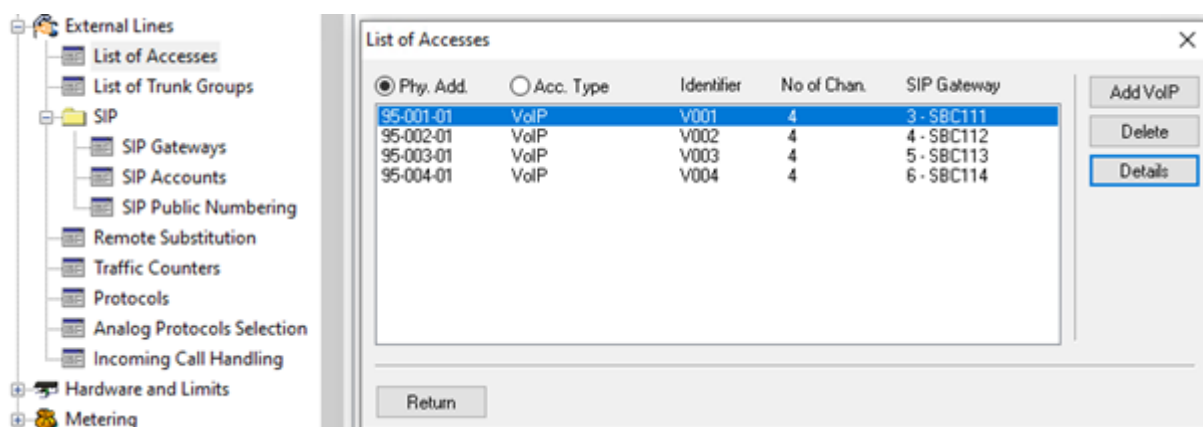 External Lines
List of Accesses
List of Trunk Groups
SIP
SIP Gateways
SIP Accounts
SIP Public Numbering
Remote Substitution
Traffic Counters
Protocols
Analog Protocols Selection
Incoming Call Handling
Hardware and Limits
Metering
List of Accesses
Phy. Add. Acc. Type Identifier No of Chan. SIP Gateway
95-001-01 VoIP V001 4 3 - SBC111
95-002-01 VoIP V002 4 4 - SBC112
95-003-01 VoIP V003 4 5 - SBC113
95-004-01 VoIP V004 4 6 - SBC114
Add VoIP
Delete
Details
Return